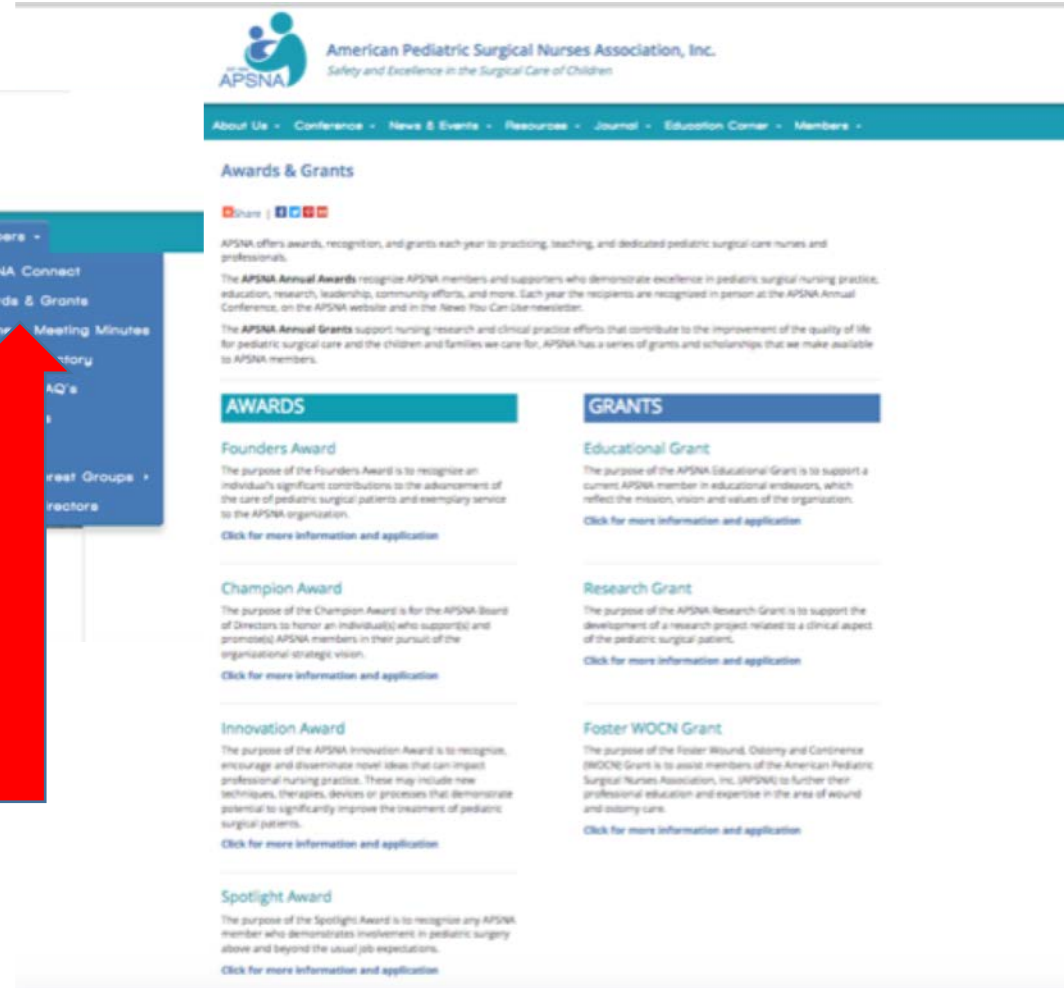 APSNA
American Pediatric Surgical Nurses Association, Inc.
Safety and Excellence in the Surgical Care of Children
About Us - Conference - News & Events - Resources - Journal - Education Corner - Members -
Awards & Grants
Share |
APSNA offers awards, recognition, and grants each year to practicing, teaching, and dedicated pediatric surgical care nurses and
professionals.
The APSNA Annual Awards recognize APSNA members and supporters who demonstrate excellence in pediatric surgical nursing practice,
education, research, leadership, community efforts, and more. Each year the recipients are recognized in person at the APSNA Annual
Conference, on the APSNA website and in the News You Can Use newsletter.
The APSNA Annual Grants support nursing research and clinical practice efforts that contribute to the improvement of the quality of life
for pediatric surgical care and the children and families we care for, APSNA has a series of grants and scholarships that we make available
to APSNA members.
bers -
NA Connect
rds & Grants
Meeting Minutes
ctory
AQ's
s
rest Groups ›
irectors
AWARDS
Founders Award
The purpose of the Founders Award is to recognize an
individual's significant contributions to the advancement of
the care of pediatric surgical patients and exemplary service
to the APSNA organization.
Click for more information and application
Champion Award
The purpose of the Champion Award is for the APSNA Board
of Directors to honor an individual(s) who support(s) and
promote(s) APSNA members in their pursuit of the
organizational strategic vision.
Click for more information and application
Innovation Award
The purpose of the APSNA Innovation Award is to recognize,
encourage and disseminate novel ideas that can impact
professional nursing practice. These may include new
techniques, therapies, devices or processes that demonstrate
potential to significantly improve the treatment of pediatric
surgical patients.
Click for more information and application
Spotlight Award
The purpose of the Spotlight Award is to recognize any APSNA
member who demonstrates involvement in pediatric surgery
above and beyond the usual job expectations.
Click for more information and application
GRANTS
Educational Grant
The purpose of the APSNA Educational Grant is to support a
current APSNA member in educational endeavors, which
reflect the mission, vision and values of the organization.
Click for more information and application
Research Grant
The purpose of the APSNA Research Grant is to support the
development of a research project related to a clinical aspect
of the pediatric surgical patient.
Click for more information and application
Foster WOCN Grant
The purpose of the Foster Wound, Ostomy and Continence
(WOCN) Grant is to assist members of the American Pediatric
Surgical Nurses Association, Inc. (APSNA) to further their
professional education and expertise in the area of wound
and ostomy care.
Click for more information and application